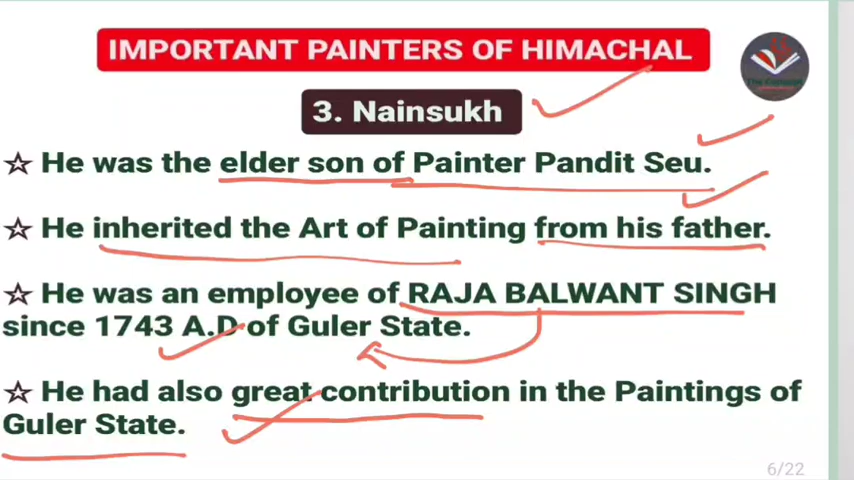 IMPORTANT PAINTERS OF HIMACHAL
3. Nainsukh
☆ He was the elder son of Painter Pandit Seu.
☆ He inherited the Art of Painting from his father.
☆ He was an employee of RAJA BALWANT SINGH
since 1743 A.D of Guler State.
☆ He had also great contribution in the Paintings of
Guler State.
6/22